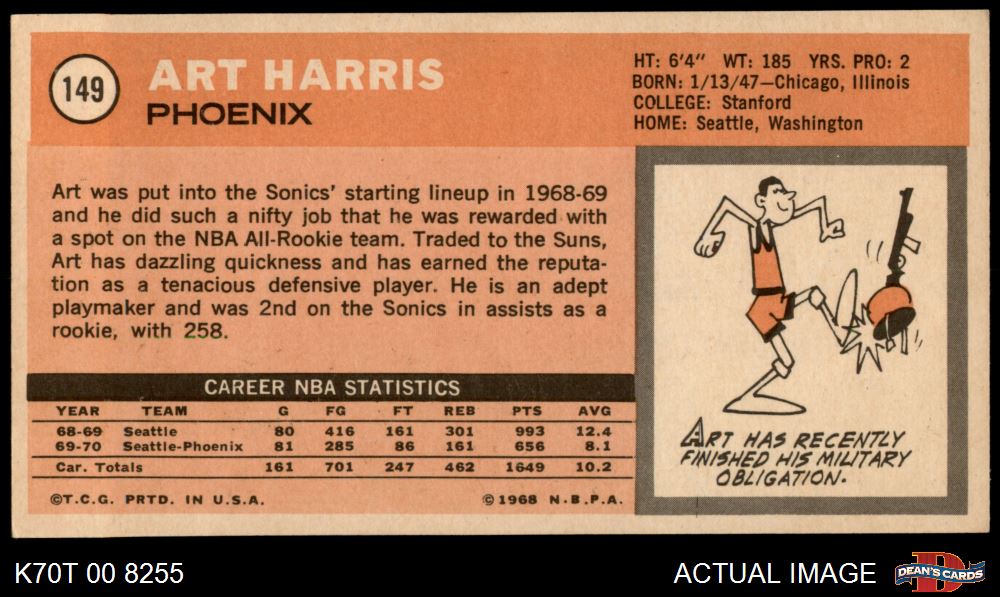 149
ART HARRIS
PHOENIX
HT: 6'4" WT: 185 YRS. PRO: 2
BORN: 1/13/47—Chicago, Illinois
COLLEGE: Stanford
HOME: Seattle, Washington
Art was put into the Sonics' starting lineup in 1968-69
and he did such a nifty job that he was rewarded with
a spot on the NBA All-Rookie team. Traded to the Suns,
Art has dazzling quickness and has earned the reputa-
tion as a tenacious defensive player. He is an adept
playmaker and was 2nd on the Sonics in assists as a
rookie, with 258.
CAREER NBA STATISTICS
YEAR TEAM G FG FT REB PTS AVG
68-69 Seattle 80 416 161 301 993 12.4
69-70 Seattle-Phoenix 81 285 86 161 656 8.1
Car. Totals 161 701 247 462 1649 10.2
©T.C.G. PRTD. IN U.S.A. ©1968 N.B.P.A.
ART HAS RECENTLY
FINISHED HIS MILITARY
OBLIGATION.
K70T 00 8255
ACTUAL IMAGE
D
DEAN'S CARDS